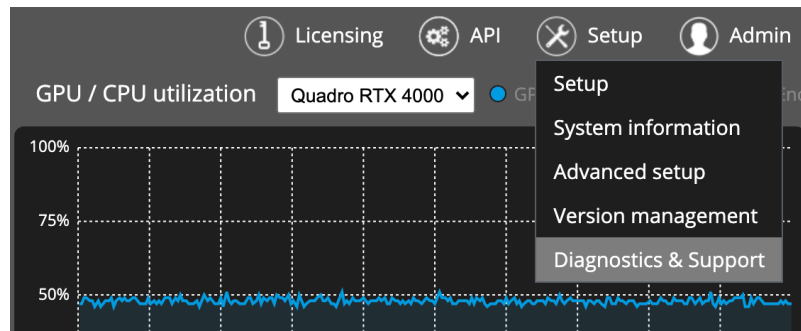 Licensing
API
Setup
Admin
GPU / CPU utilization
Quadro RTX 4000
Setup
System information
Advanced setup
Version management
Diagnostics & Support
100%
75%
50%